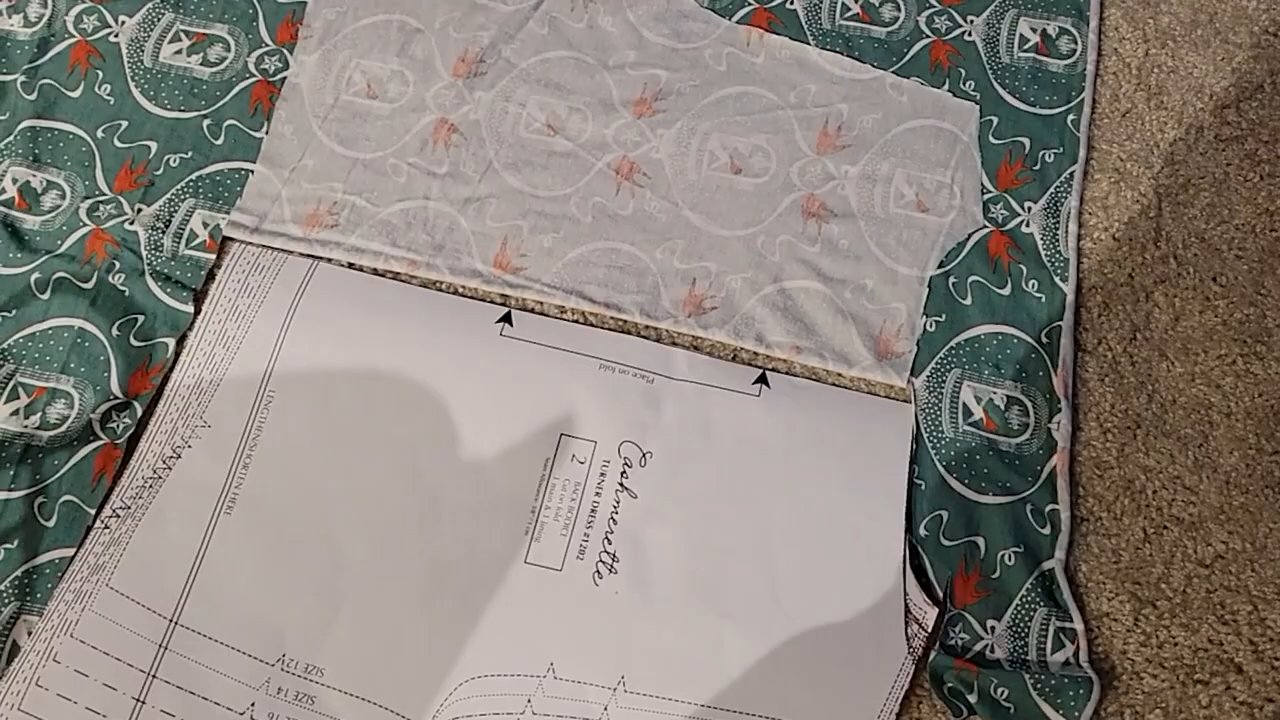 Place on fold
LENGTHEN/SHORTEN HERE
Cashmerette
TURNER DRESS #1202
2
BACK BODICE
Cut on fold
1 main & 1 lining
SIZE 12
SIZE 14
16